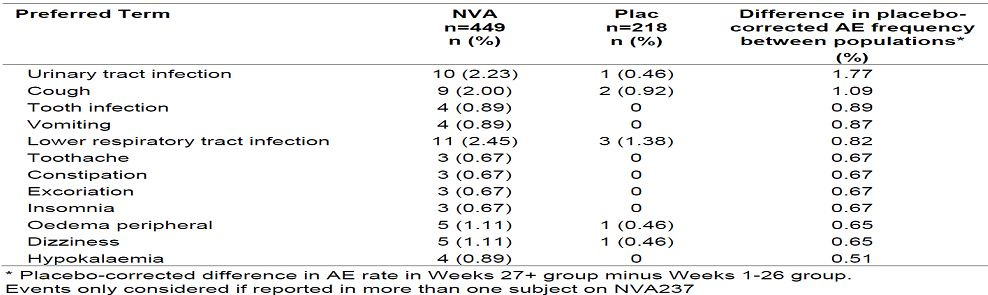 Preferred Term NVA Plac Difference in placebo-
n=449 n=218 corrected AE frequency
n (%) n (%) between populations*
(%)
Urinary tract infection 10 (2.23) 1 (0.46) 1.77
Cough 9 (2.00) 2 (0.92) 1.09
Tooth infection 4 (0.89) 0 0.89
Vomiting 4 (0.89) 0 0.87
Lower respiratory tract infection 11 (2.45) 3 (1.38) 0.82
Toothache 3 (0.67) 0 0.67
Constipation 3 (0.67) 0 0.67
Excoriation 3 (0.67) 0 0.67
Insomnia 3 (0.67) 0 0.67
Oedema peripheral 5 (1.11) 1 (0.46) 0.65
Dizziness 5 (1.11) 1 (0.46) 0.65
Hypokalaemia 4 (0.89) 0 0.51
* Placebo-corrected difference in AE rate in Weeks 27+ group minus Weeks 1-26 group.
Events only considered if reported in more than one subject on NVA237